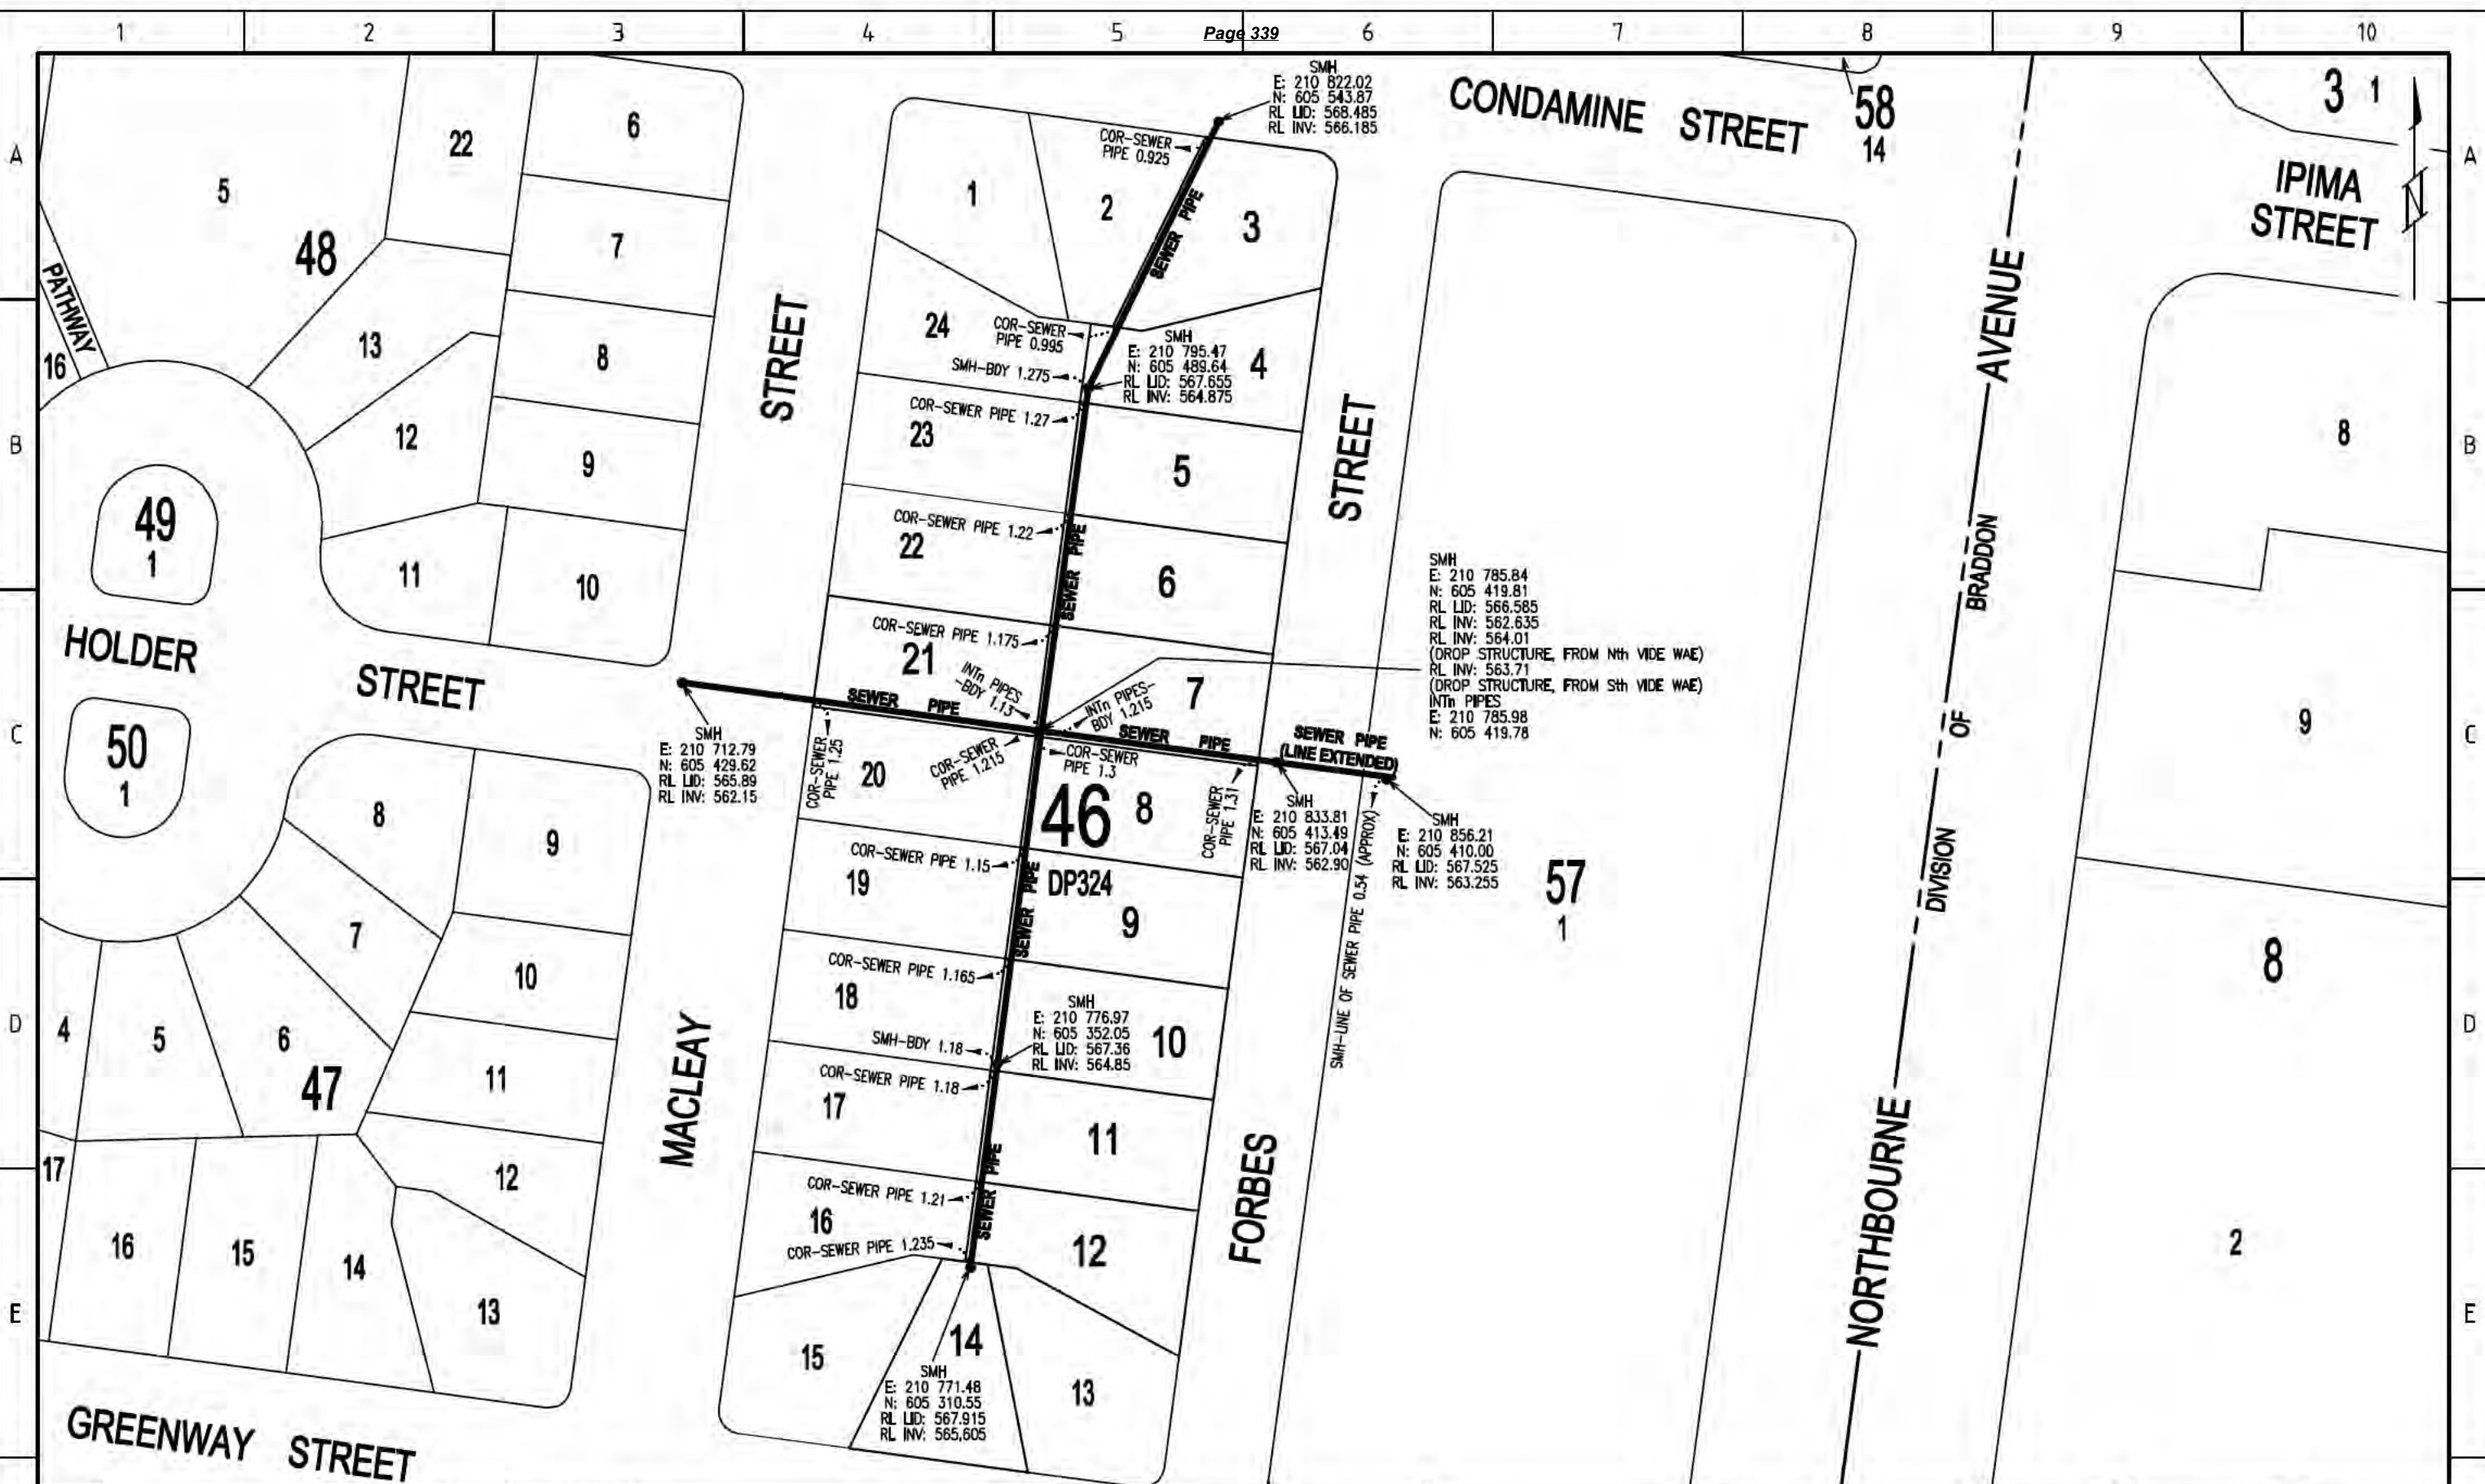 1 2 3 4 5 6 7 8 9 10
Page 339
A
B
C
D
E
A
B
C
D
E
SMH
E: 210 822.02
N: 605 543.87
RL LID: 568.485
RL INV: 566.185
CONDAMINE STREET
58
14
3 1
N
IPIMA
STREET
5
48
22
6
7
8
9
10
13
12
11
PATHWAY
16
49
1
HOLDER
STREET
50
1
STREET
1
2
3
COR-SEWER
PIPE 0.925
SEWER PIPE
24
COR-SEWER
PIPE 0.995
SMH-BDY 1.275
SMH
E: 210 795.47
N: 605 489.64
RL LID: 567.655
RL INV: 564.875
4
COR-SEWER PIPE 1.27
23
5
COR-SEWER PIPE 1.22
22
SEWER PIPE
6
COR-SEWER PIPE 1.175
21
INTn PIPES
-BDY 1.13
INTn PIPES-
BDY 1.215
7
STREET
AVENUE
SMH
E: 210 785.84
N: 605 419.81
RL LID: 566.585
RL INV: 562.635
RL INV: 564.01
(DROP STRUCTURE, FROM Nth VIDE WAE)
RL INV: 563.71
(DROP STRUCTURE, FROM Sth VIDE WAE)
INTn PIPES
E: 210 785.98
N: 605 419.78
SEWER PIPE
SEWER PIPE
SEWER PIPE
(LINE EXTENDED)
SMH
E: 210 712.79
N: 605 429.62
RL LID: 565.89
RL INV: 562.15
COR-SEWER
PIPE 1.25
20
COR-SEWER
PIPE 1.215
COR-SEWER
PIPE 1.3
46
8
COR-SEWER
PIPE 1.31
SMH
E: 210 833.81
N: 605 413.49
RL LID: 567.04
RL INV: 562.90
SMH
E: 210 856.21
N: 605 410.00
RL LID: 567.525
RL INV: 563.255
SMH-LINE OF SEWER PIPE 0.54 (APPROX)
57
1
DIVISION OF BRADDON
8
9
8
2
COR-SEWER PIPE 1.15
19
DP324
9
SEWER PIPE
COR-SEWER PIPE 1.165
18
SMH-BDY 1.18
SMH
E: 210 776.97
N: 605 352.05
RL LID: 567.36
RL INV: 564.85
10
COR-SEWER PIPE 1.18
17
11
SEWER PIPE
COR-SEWER PIPE 1.21
16
COR-SEWER PIPE 1.235
12
15
14
13
SMH
E: 210 771.48
N: 605 310.55
RL LID: 567.915
RL INV: 565,605
MACLEAY
FORBES
NORTHBOURNE
8
9
7
10
4
5
6
47
11
12
17
16
15
14
13
GREENWAY STREET